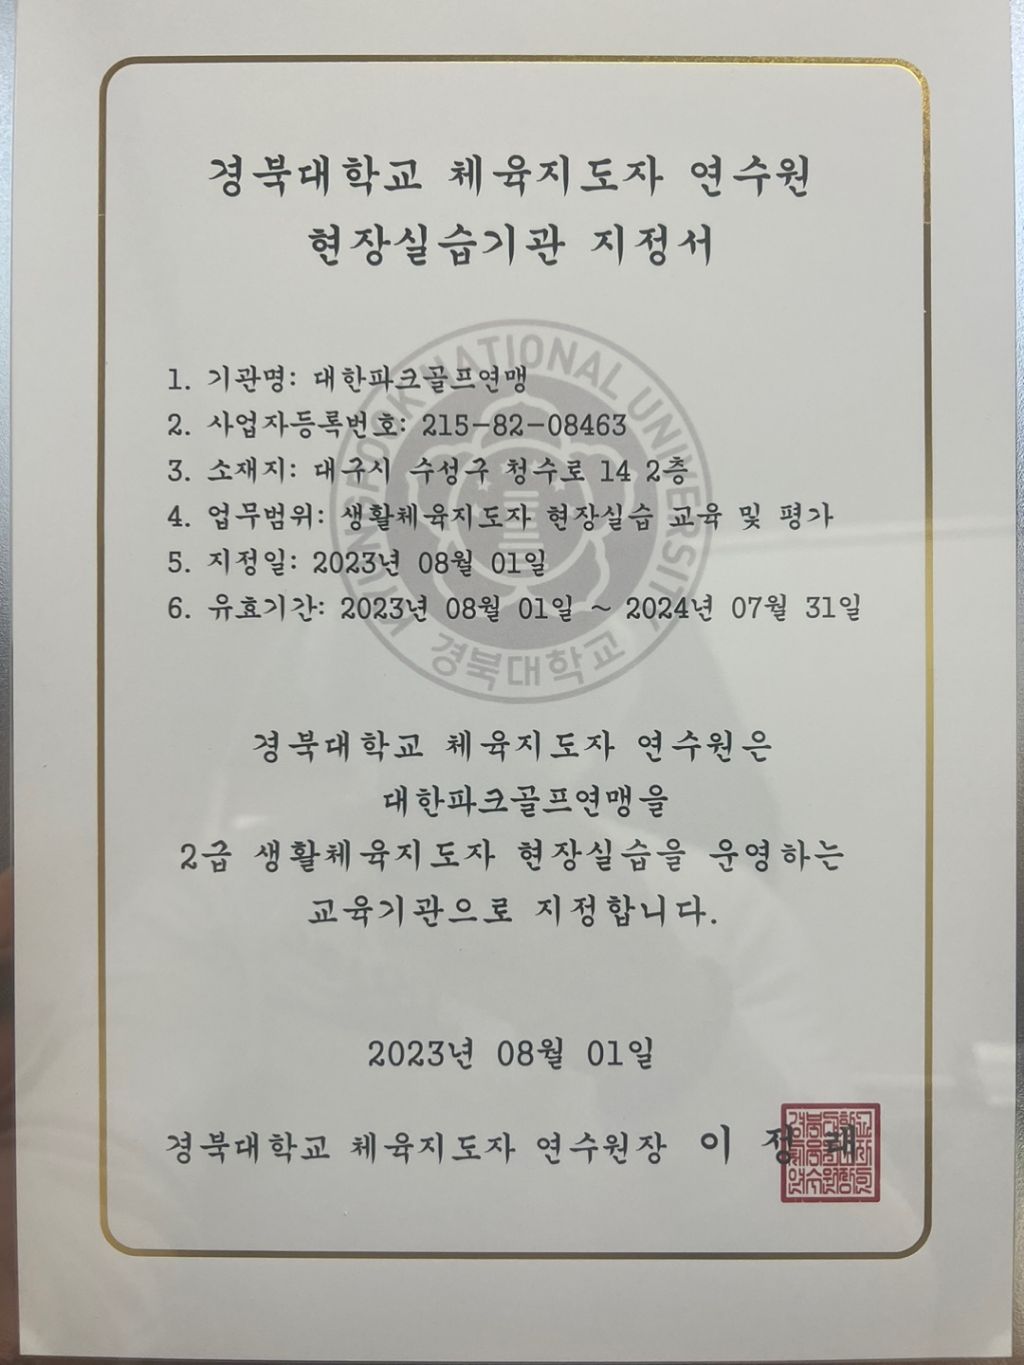 경북대학교 체육지도자 연수원
현장실습기관 지정서
KYUNGPOOK NATIONAL UNIVERSITY
경북대학교
1. 기관명: 대한파크골프연맹
2. 사업자등록번호: 215-82-08463
3. 소재지: 대구시 수성구 청수로 14 2층
4. 업무범위: 생활체육지도자 현장실습 교육 및 평가
5. 지정일: 2023년 08월 01일
6. 유효기간: 2023년 08월 01일 ~ 2024년 07월 31일
경북대학교 체육지도자 연수원은
대한파크골프연맹을
2급 생활체육지도자 현장실습을 운영하는
교육기관으로 지정합니다.
2023년 08월 01일
경북대학교 체육지도자 연수원장 이 정